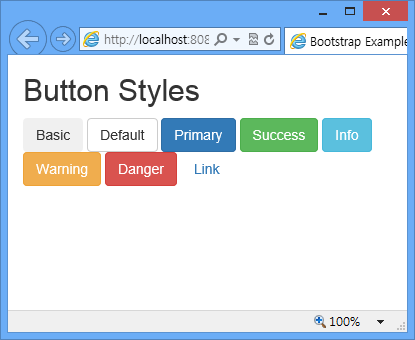 http://localhost:808
Bootstrap Example
Button Styles
Basic Default Primary Success Info
Warning Danger Link
100%